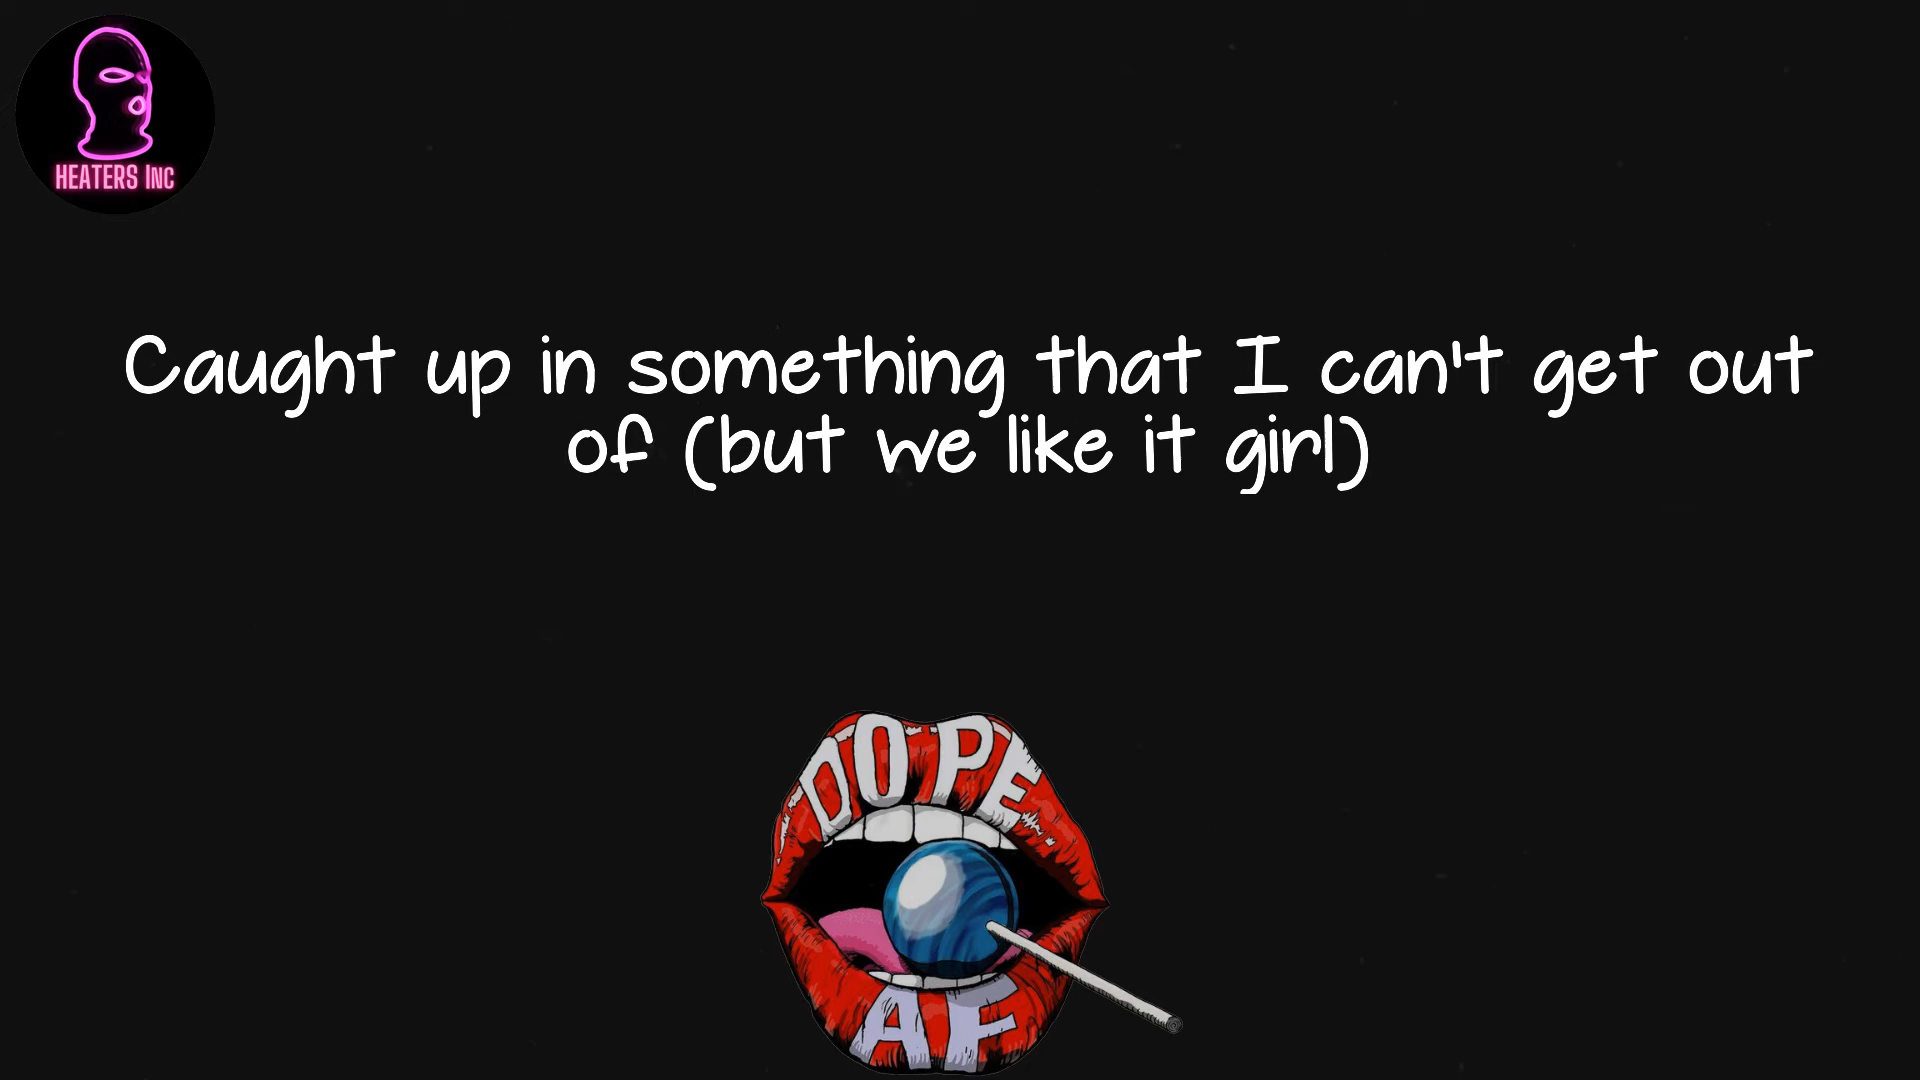 HEATERS INC
Caught up in something that I can't get out
of (but we like it girl)
DOPE
AF